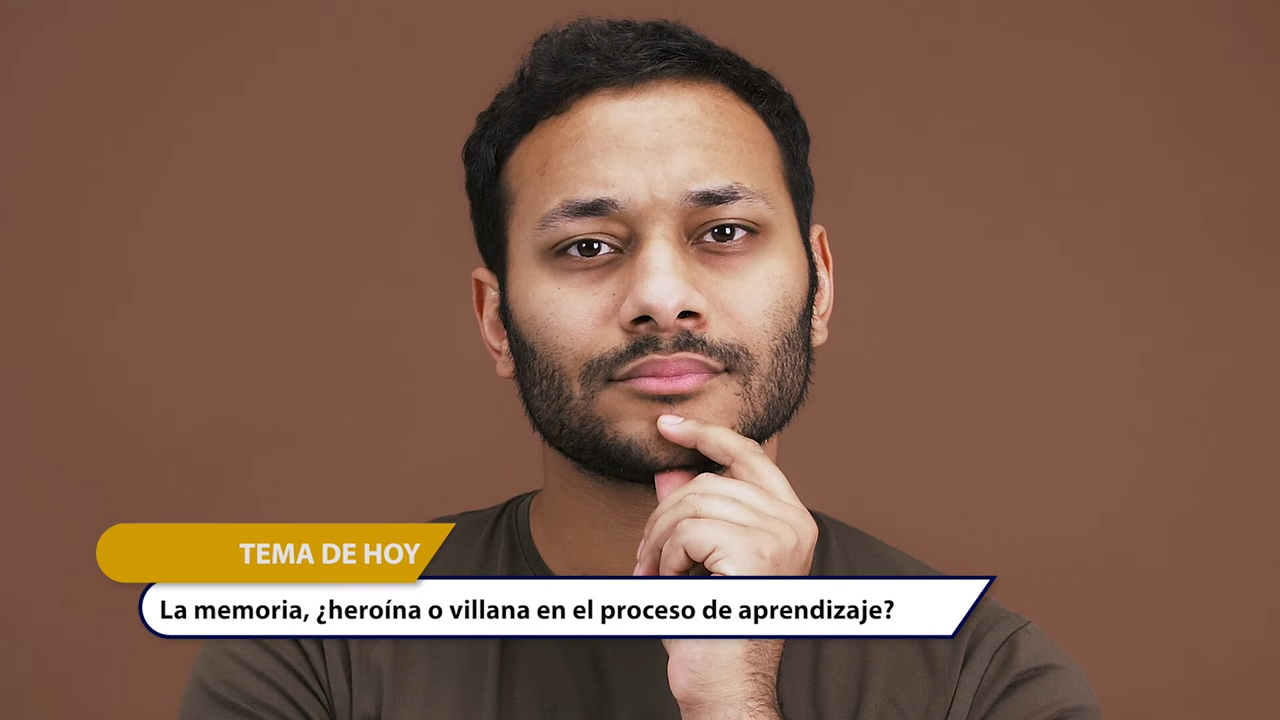 TEMA DE HOY
La memoria, ¿heroína o villana en el proceso de aprendizaje?